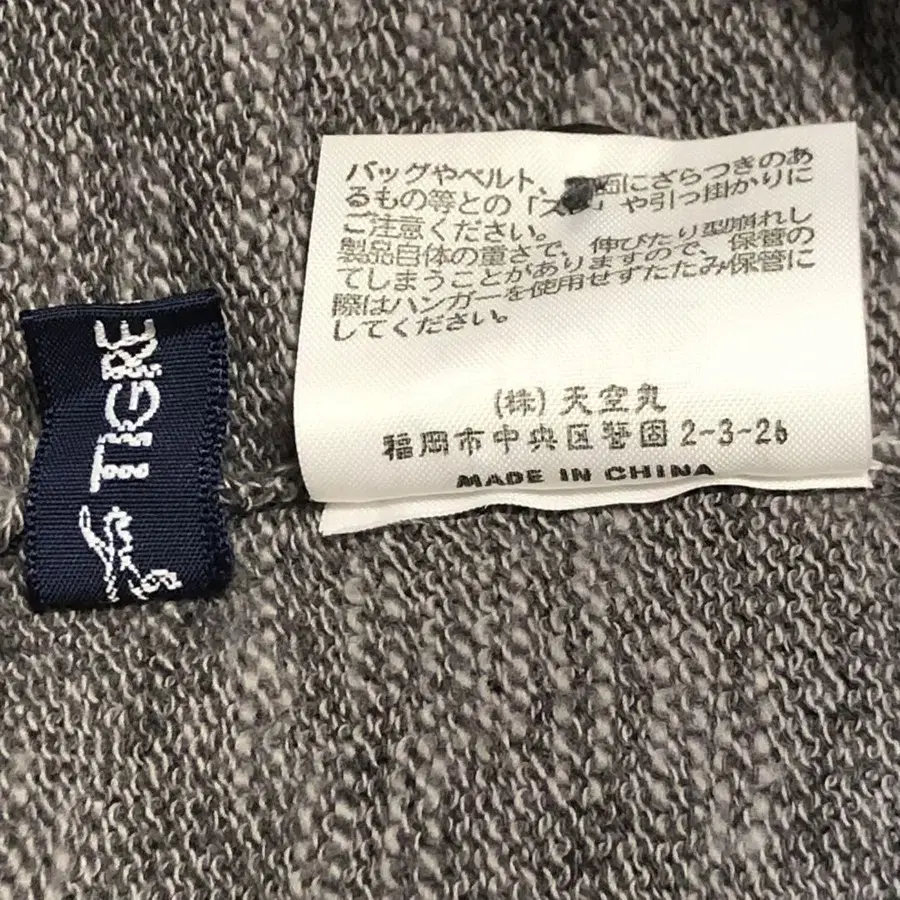 TIGRE
バッグやベルト、面にざらつきのあ
るもの等との「ス」や引っ掛かりに
ご注意ください。
製品自体の重さで、伸びたり型崩れし
てしまうことがありますので、保管の
際はハンガーを使用せずたたみ保管に
してください。
(株)天空丸
福岡市中央区警固2-3-26
MADE IN CHINA